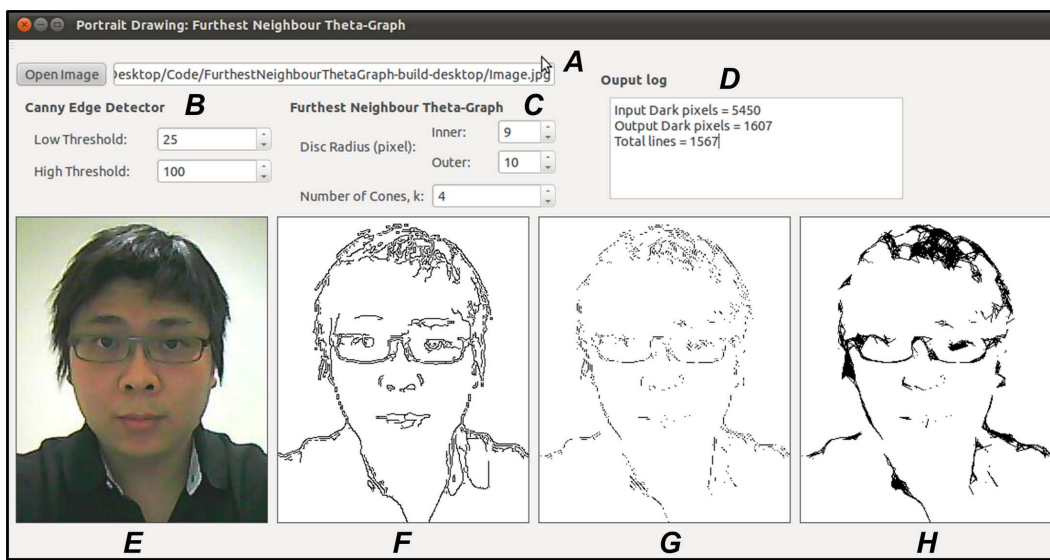 Portrait Drawing: Furthest Neighbour Theta-Graph
Open Image
Desktop/Code/FurthestNeighbourThetaGraph-build-desktop/Image.jpg
A
Ouput log
D
Canny Edge Detector
B
Furthest Neighbour Theta-Graph
C
Low Threshold:
25
High Threshold:
100
Disc Radius (pixel):
Inner:
9
Outer:
10
Number of Cones, k:
4
Input Dark pixels = 5450
Output Dark pixels = 1607
Total lines = 1567
E
F
G
H